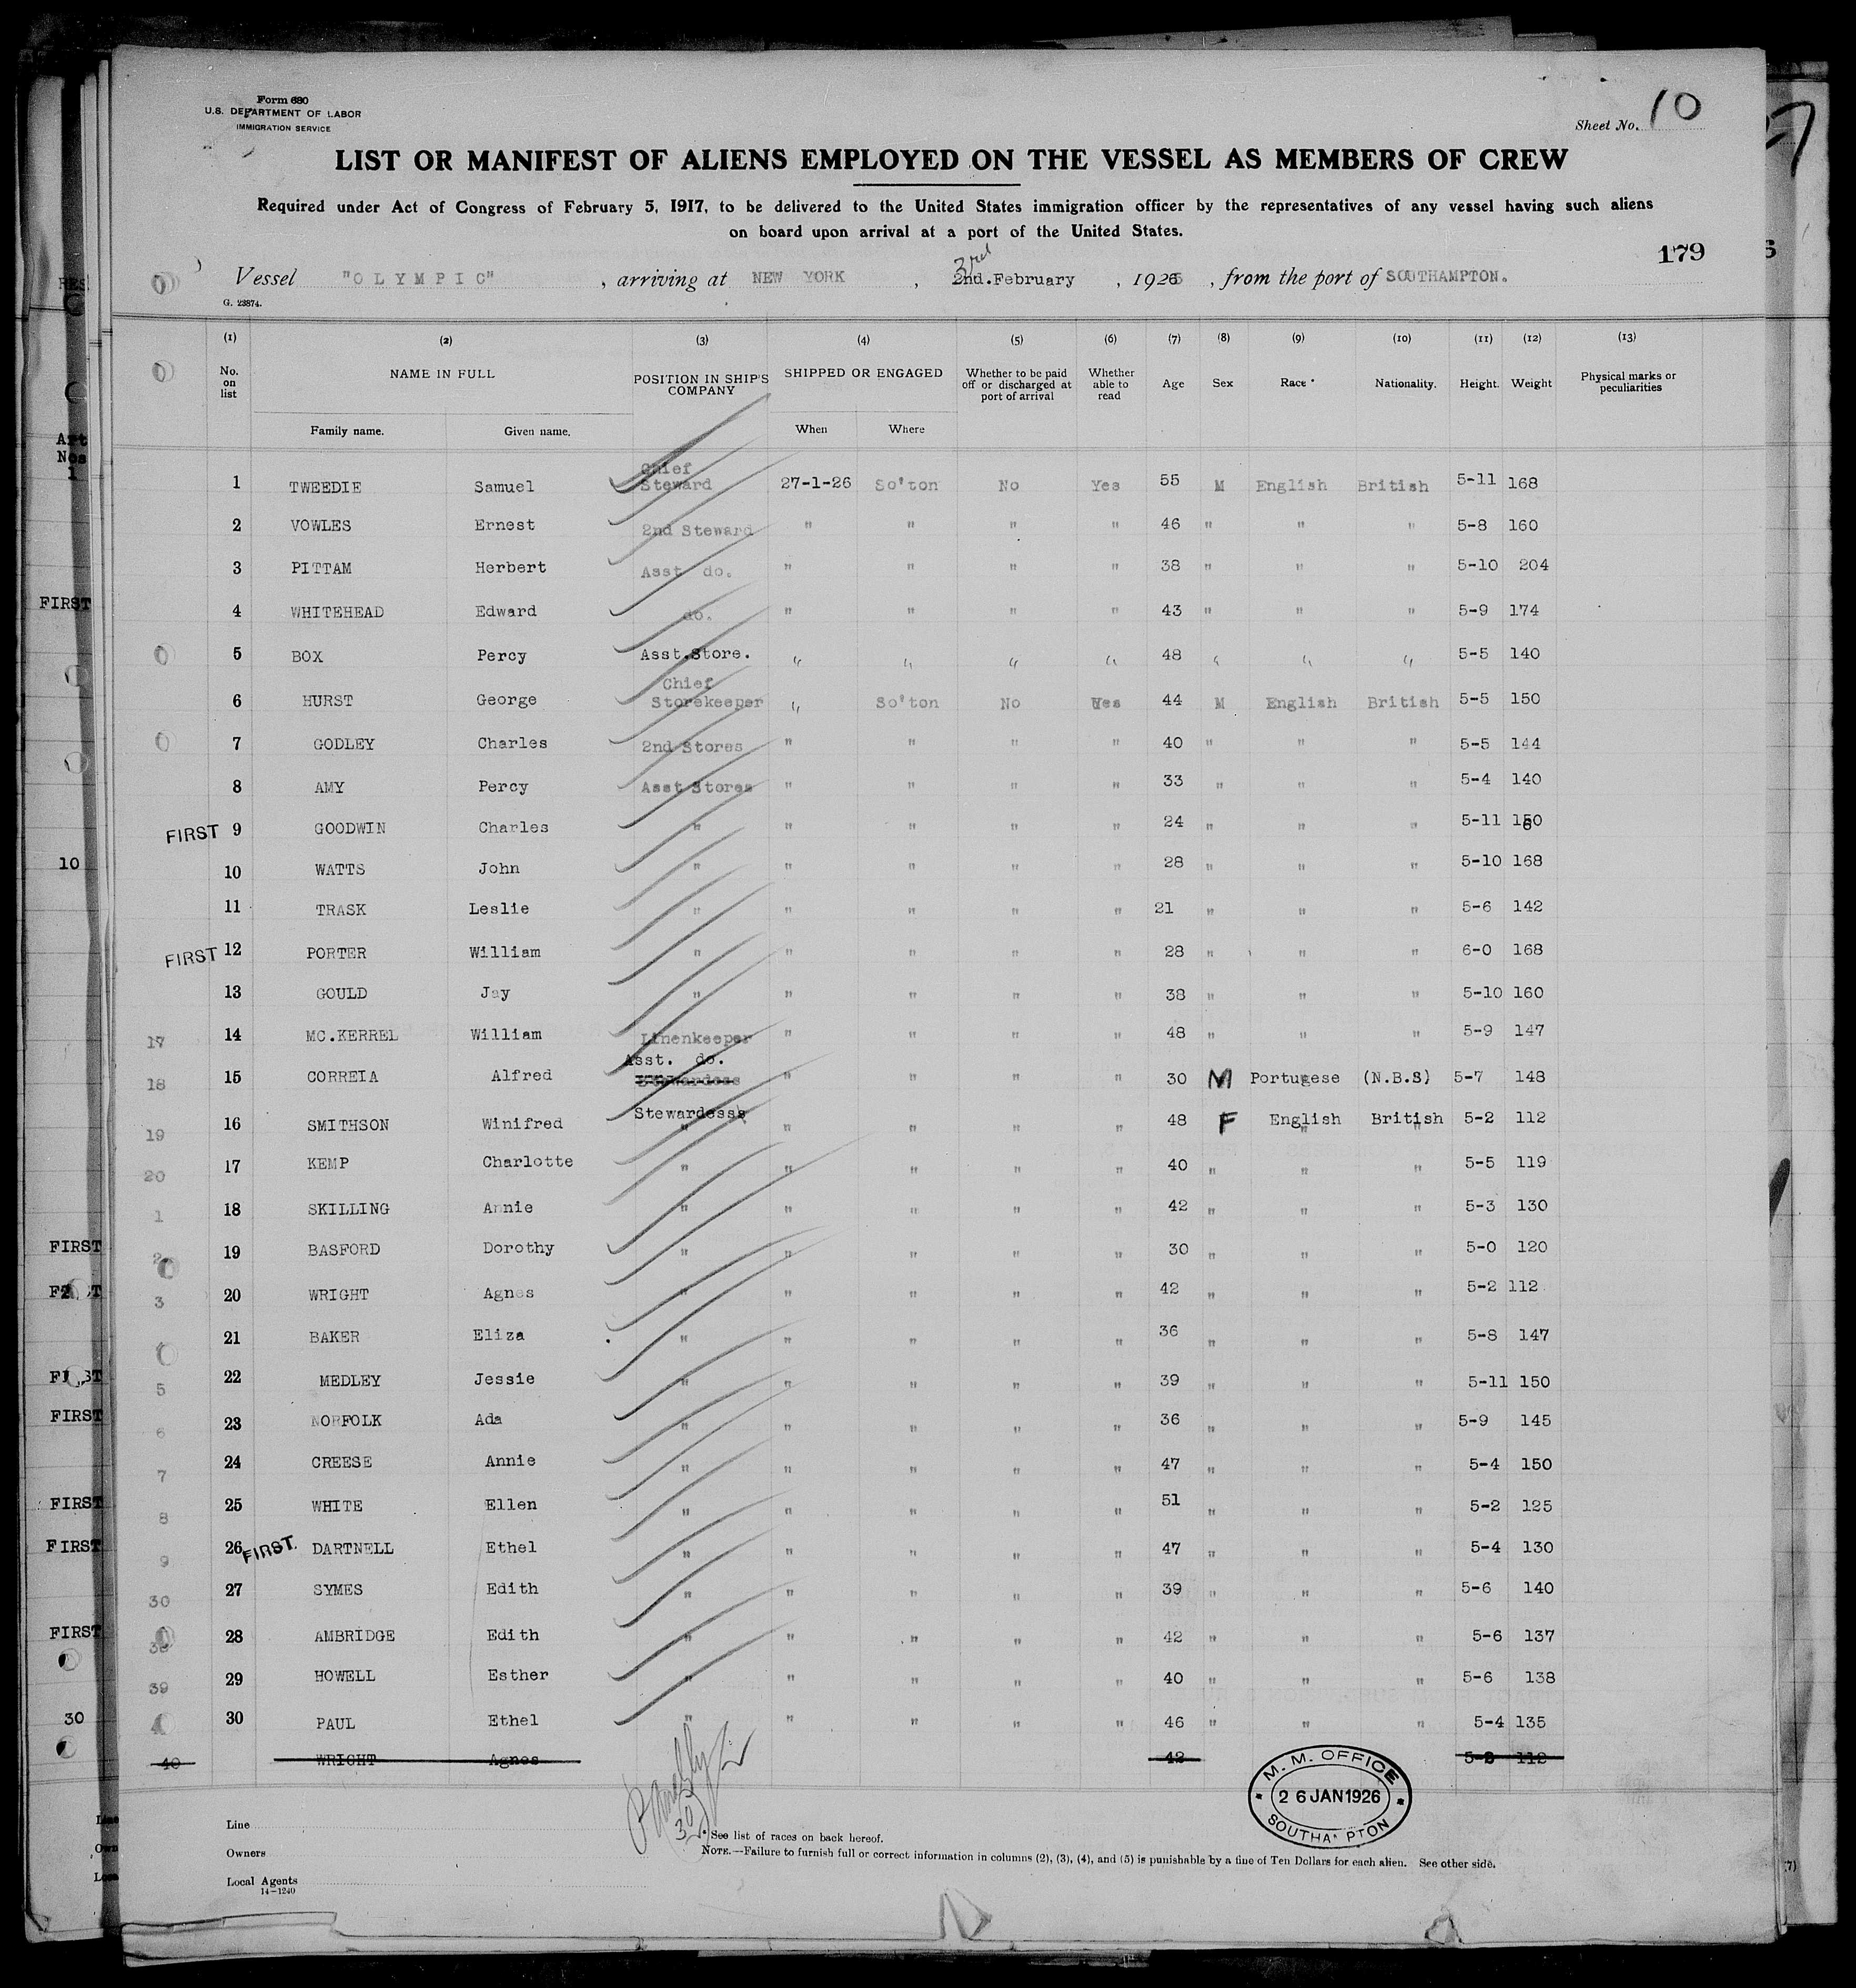 Form 680
U.S. DEPARTMENT OF LABOR
IMMIGRATION SERVICE
Sheet No. 10
LIST OR MANIFEST OF ALIENS EMPLOYED ON THE VESSEL AS MEMBERS OF CREW
Required under Act of Congress of February 5, 1917, to be delivered to the United States immigration officer by the representatives of any vessel having such aliens
on board upon arrival at a port of the United States.
179
3rd
Vessel "OLYMPIC" , arriving at NEW YORK , 2nd.February , 1926 , from the port of SOUTHAMPTON.
G. 23874.
(1) (2) (3) (4) (5) (6) (7) (8) (9) (10) (11) (12) (13)
No. on list NAME IN FULL POSITION IN SHIP'S COMPANY SHIPPED OR ENGAGED Whether to be paid off or discharged at port of arrival Whether able to read Age Sex Race * Nationality. Height. Weight Physical marks or peculiarities
Family name. Given name. When Where
Chief
1 TWEEDIE Samuel Steward 27-1-26 So'ton No Yes 55 M English British 5-11 168
2 VOWLES Ernest 2nd Steward " " " " 46 " " " 5-8 160
3 PITTAM Herbert Asst do. " " " " 38 " " " 5-10 204
4 WHITEHEAD Edward do. " " " " 43 " " " 5-9 174
5 BOX Percy Asst.Store. " " " " 48 " " " 5-5 140
Chief
6 HURST George Storekeeper " So'ton No Yes 44 M English British 5-5 150
7 GODLEY Charles 2nd Stores " " " " 40 " " " 5-5 144
8 AMY Percy Asst Stores " " " " 33 " " " 5-4 140
FIRST 9 GOODWIN Charles " " " " " 24 " " " 5-11 160
10 WATTS John " " " " " 28 " " " 5-10 168
11 TRASK Leslie " " " " " 21 " " " 5-6 142
FIRST 12 PORTER William " " " " " 28 " " " 6-0 168
13 GOULD Jay " " " " " 38 " " " 5-10 160
17 14 MC.KERREL William Linenkeeper " " " " 48 " " " 5-9 147
Asst. do.
18 15 CORREIA Alfred Stewardess " " " " 30 M Portugese (N.B.S) 5-7 148
19 16 SMITHSON Winifred Stewardess " " " " " 48 F English British 5-2 112
20 17 KEMP Charlotte " " " " " 40 " " " 5-5 119
1 18 SKILLING Annie " " " " " 42 " " " 5-3 130
2 19 BASFORD Dorothy " " " " " 30 " " " 5-0 120
3 20 WRIGHT Agnes " " " " " 42 " " " 5-2 112
21 BAKER Eliza " " " " " 36 " " " 5-8 147
5 22 MEDLEY Jessie " " " " " 39 " " " 5-11 150
6 23 NORFOLK Ada " " " " " 36 " " " 5-9 145
7 24 CREESE Annie " " " " " 47 " " " 5-4 150
8 25 WHITE Ellen " " " " " 51 " " " 5-2 125
9 26 FIRST. DARTNELL Ethel " " " " " 47 " " " 5-4 130
30 27 SYMES Edith " " " " " 39 " " " 5-6 140
38 28 AMBRIDGE Edith " " " " " 42 " " " 5-6 137
39 29 HOWELL Esther " " " " " 40 " " " 5-6 138
30 PAUL Ethel " " " " " 46 " " " 5-4 135
40 WRIGHT Agnes 42 5-2 112
30
M. M. OFFICE
26 JAN 1926
SOUTHA PTON
Line
Owners
Local Agents
14-1240
* See list of races on back hereof.
NOTE.—Failure to furnish full or correct information in columns (2), (3), (4), and (5) is punishable by a fine of Ten Dollars for each alien. See other side.
FIRST
10
FIRST
FIRST
FIRST
FIRST
FIRST
30